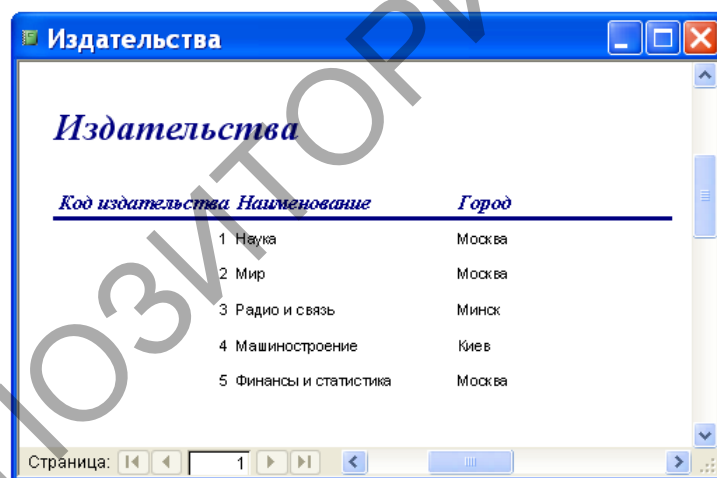 Издательства
Издательства
Код издательства Наименование Город
1 Наука Москва
2 Мир Москва
3 Радио и связь Минск
4 Машиностроение Киев
5 Финансы и статистика Москва
Страница: 1